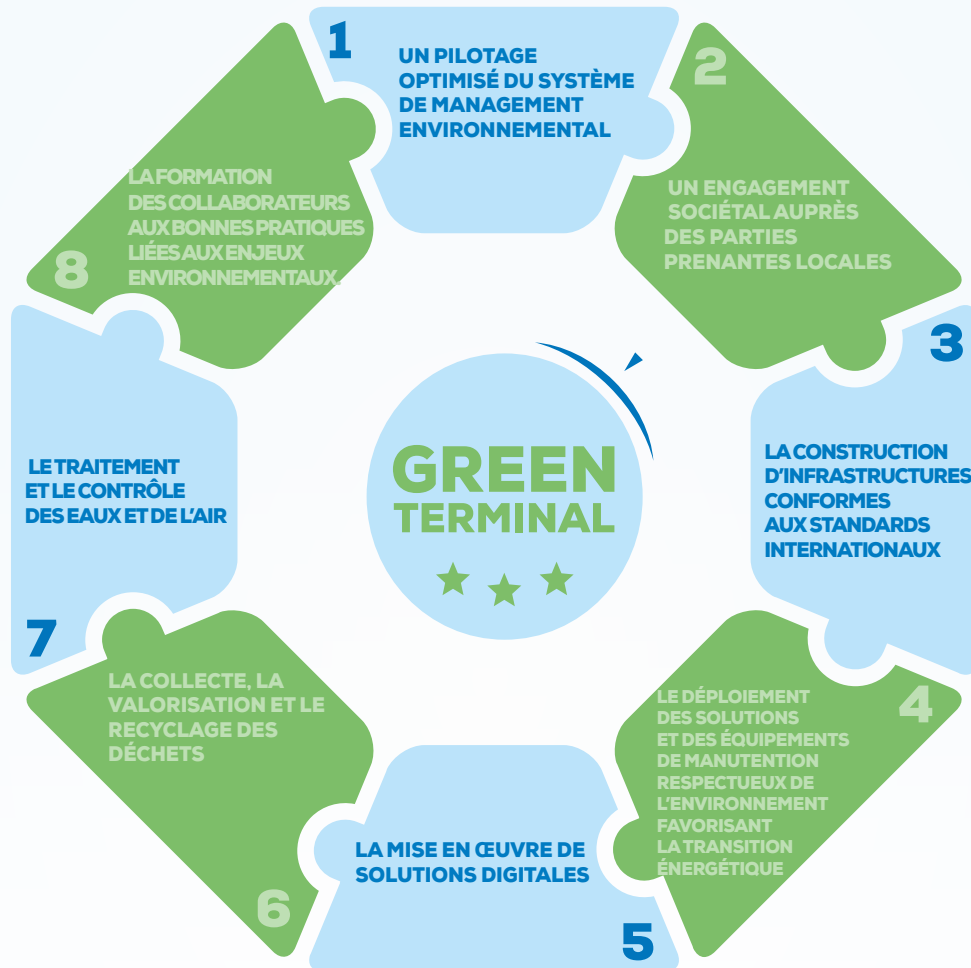 1
UN PILOTAGE
OPTIMISÉ DU SYSTÈME
DE MANAGEMENT
ENVIRONNEMENTAL
2
UN ENGAGEMENT
SOCIÉTAL AUPRÈS
DES PARTIES
PRENANTES LOCALES
3
LA CONSTRUCTION
D'INFRASTRUCTURES
CONFORMES
AUX STANDARDS
INTERNATIONAUX
4
LE DÉPLOIEMENT
DES SOLUTIONS
ET DES ÉQUIPEMENTS
DE MANUTENTION
RESPECTUEUX DE
L'ENVIRONNEMENT
FAVORISANT
LA TRANSITION
ÉNERGÉTIQUE
5
LA MISE EN ŒUVRE DE
SOLUTIONS DIGITALES
6
LA COLLECTE, LA
VALORISATION ET LE
RECYCLAGE DES
DÉCHETS
7
LE TRAITEMENT
ET LE CONTRÔLE
DES EAUX ET DE L'AIR
8
LA FORMATION
DES COLLABORATEURS
AUX BONNES PRATIQUES
LIÉES AUX ENJEUX
ENVIRONNEMENTAUX.
GREEN
TERMINAL